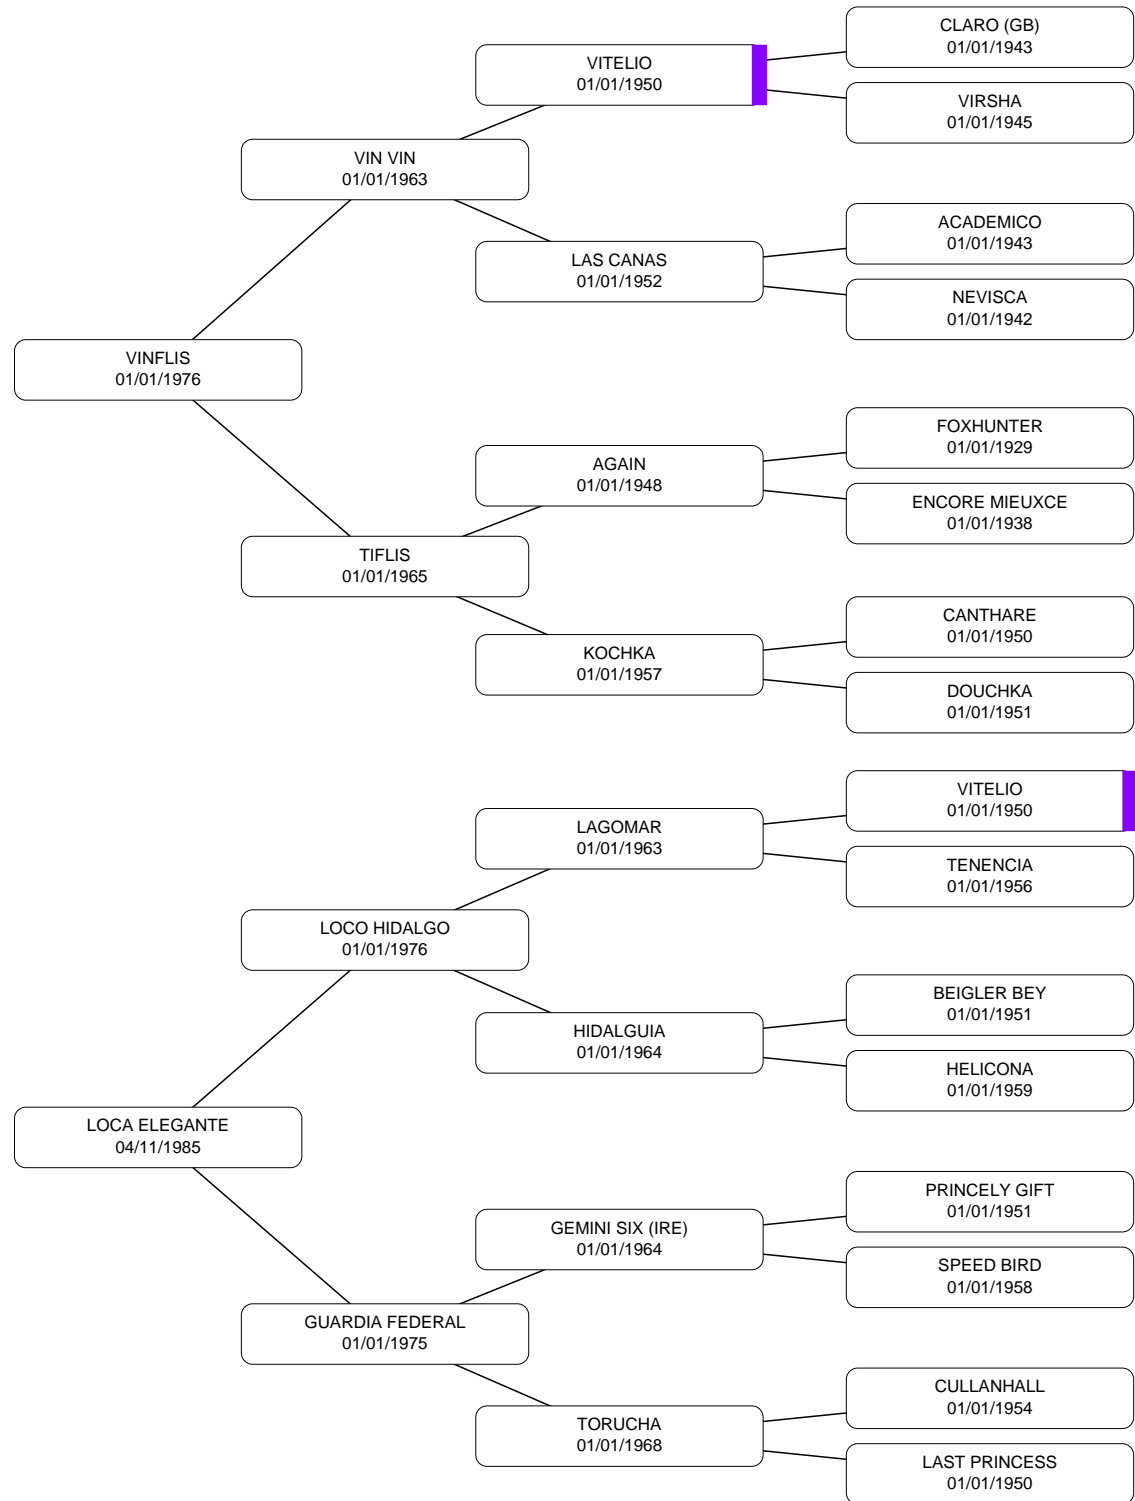 CLARO (GB)
01/01/1943
VITELIO
01/01/1950
VIRSHA
01/01/1945
VIN VIN
01/01/1963
ACADEMICO
01/01/1943
LAS CANAS
01/01/1952
NEVISCA
01/01/1942
VINFLIS
01/01/1976
FOXHUNTER
01/01/1929
AGAIN
01/01/1948
ENCORE MIEUXCE
01/01/1938
TIFLIS
01/01/1965
CANTHARE
01/01/1950
KOCHKA
01/01/1957
DOUCHKA
01/01/1951
VITELIO
01/01/1950
LAGOMAR
01/01/1963
TENENCIA
01/01/1956
LOCO HIDALGO
01/01/1976
BEIGLER BEY
01/01/1951
HIDALGUIA
01/01/1964
HELICONA
01/01/1959
LOCA ELEGANTE
04/11/1985
PRINCELY GIFT
01/01/1951
GEMINI SIX (IRE)
01/01/1964
SPEED BIRD
01/01/1958
GUARDIA FEDERAL
01/01/1975
CULLANHALL
01/01/1954
TORUCHA
01/01/1968
LAST PRINCESS
01/01/1950